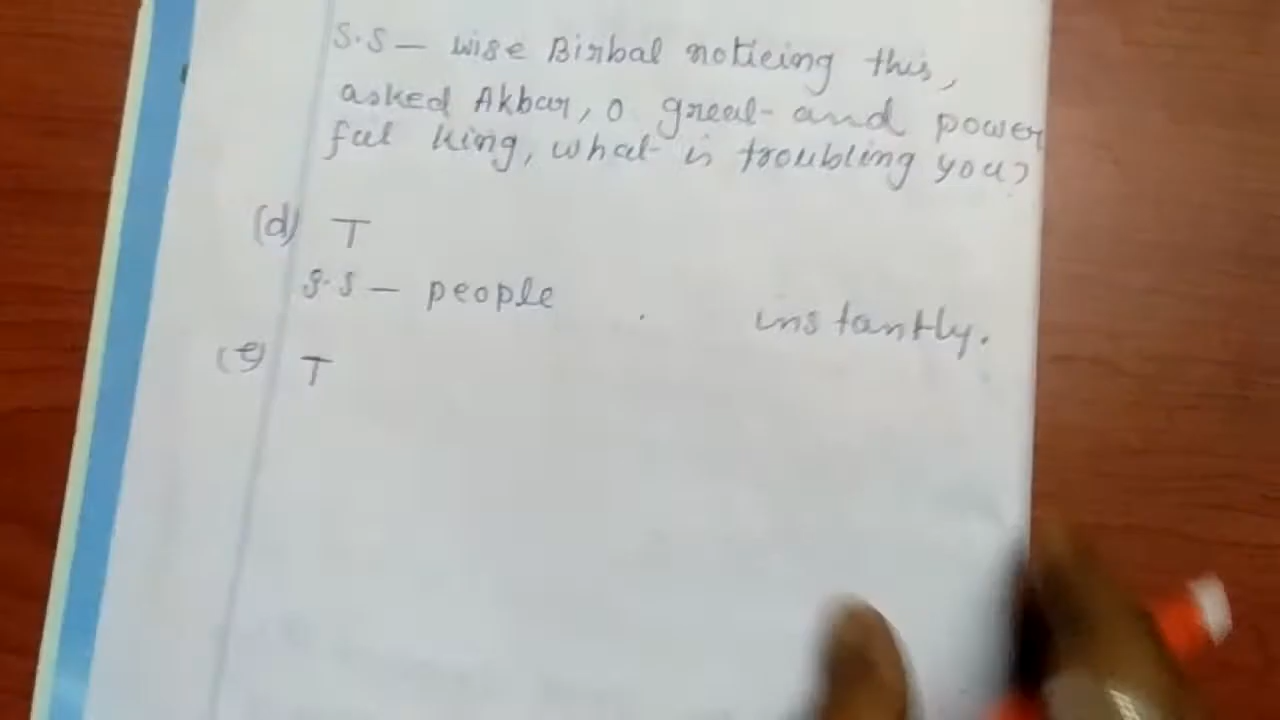 S.S – wise Birbal noticing this,
asked Akbar, o great and power
ful king, what is troubling you?
(d) T
S.S – people . instantly.
(e) T